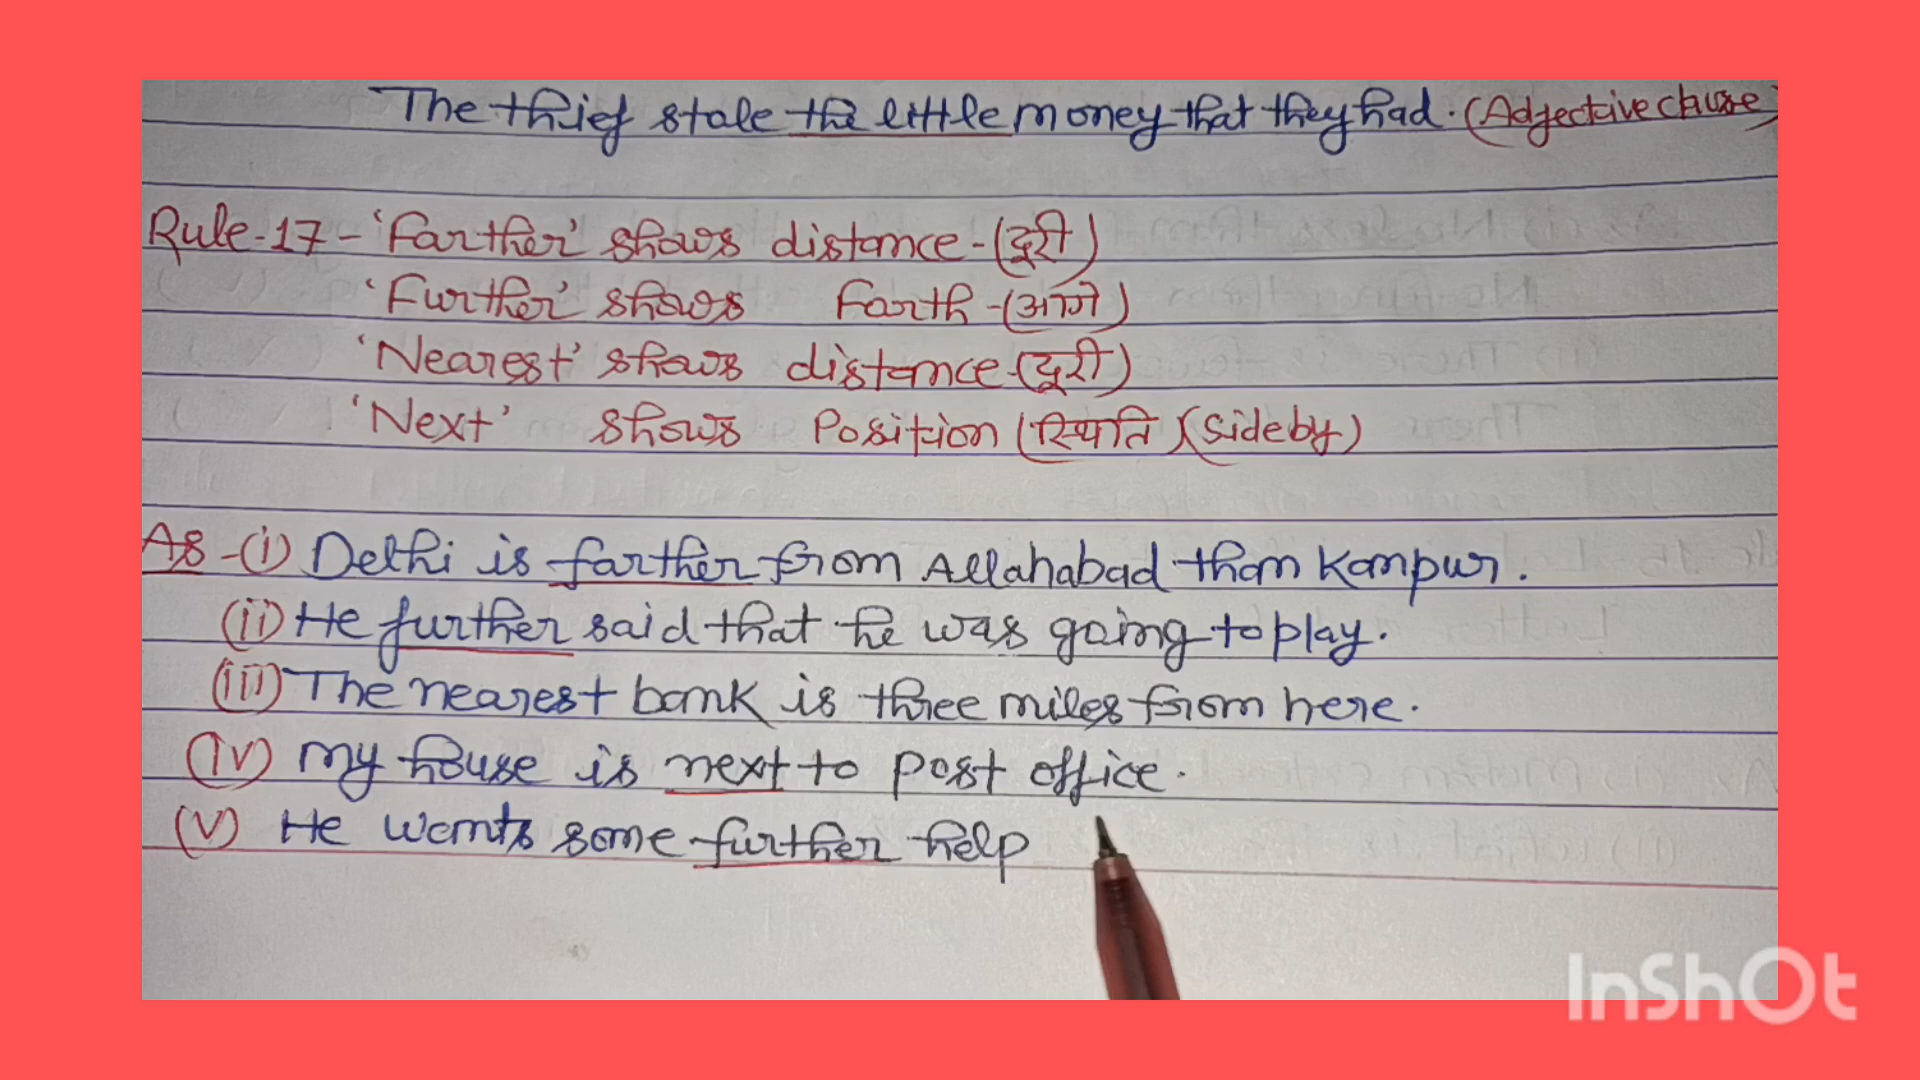 The thief stole the little money that they had. (Adjective clause)
Rule-17- 'Farther' shows distance-(दूरी)
'Further' shows Farth-(आगे)
'Nearest' shows distance-(दूरी)
'Next' shows Position (स्थिति) (sideby)
As-(i) Delhi is farther from Allahabad than Kanpur.
(ii) He further said that he was going to play.
(iii) The nearest bank is three miles from here.
(iv) My house is next to post office.
(v) He wants some further help
InShOt